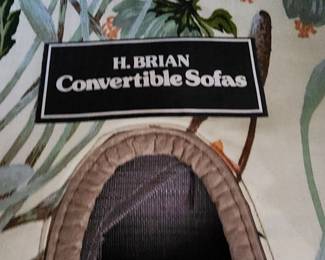 H. BRIAN
Convertible Sofas